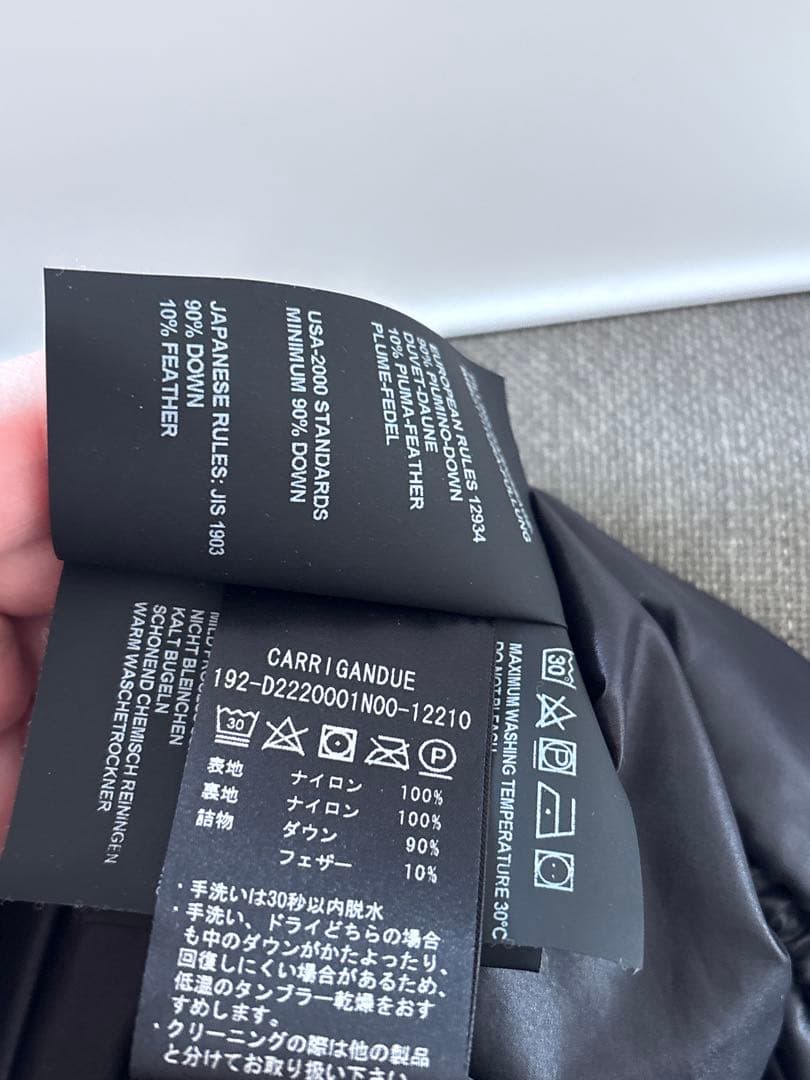 EUROPEAN RULES 12934
90% PIUMINO-DOWN
DUVET-DAUNE
10% PIUMA-FEATHER
PLUME-FEDEL
USA-2000 STANDARDS
MINIMUM 90% DOWN
JAPANESE RULES: JIS 1903
90% DOWN
10% FEATHER
30°
P
MAXIMUM WASHING TEMPERATURE 30°C
DO NOT BLEACH
NICHT BLEINCHEN
KALT BUGELN
SCHONEND CHEMISCH REININGEN
WARM WASCHETROCKNER
CARRIGANDUE
192-D2220001N00-12210
30
P
表地 ナイロン 100%
裏地 ナイロン 100%
詰物 ダウン 90%
フェザー 10%
・手洗いは30秒以内脱水
・手洗い、ドライどちらの場合
も中のダウンがかたよったり、
回復しにくい場合があるため、
低温のタンブラー乾燥をおす
すめします。
・クリーニングの際は他の製品
と分けてお取り扱い下さい。